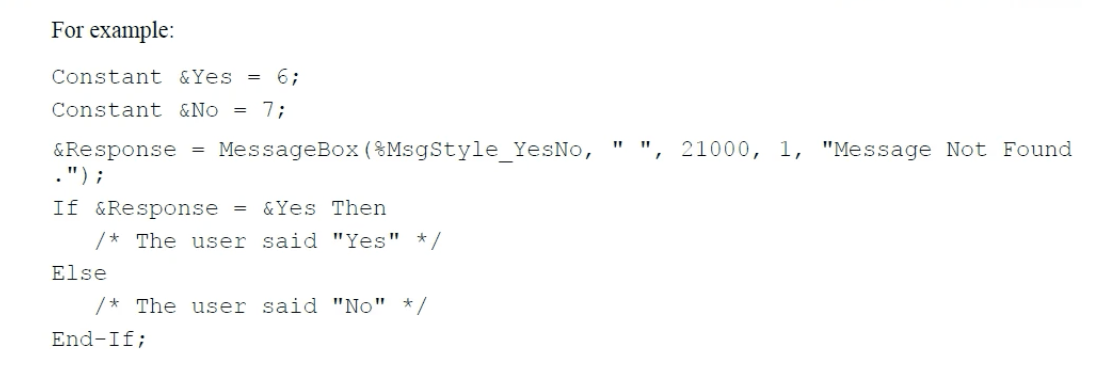 For example:
Constant &Yes = 6;
Constant &No = 7;
&Response = MessageBox(%MsgStyle_YesNo, " ", 21000, 1, "Message Not Found
.");
If &Response = &Yes Then
   /* The user said "Yes" */
Else
   /* The user said "No" */
End-If;